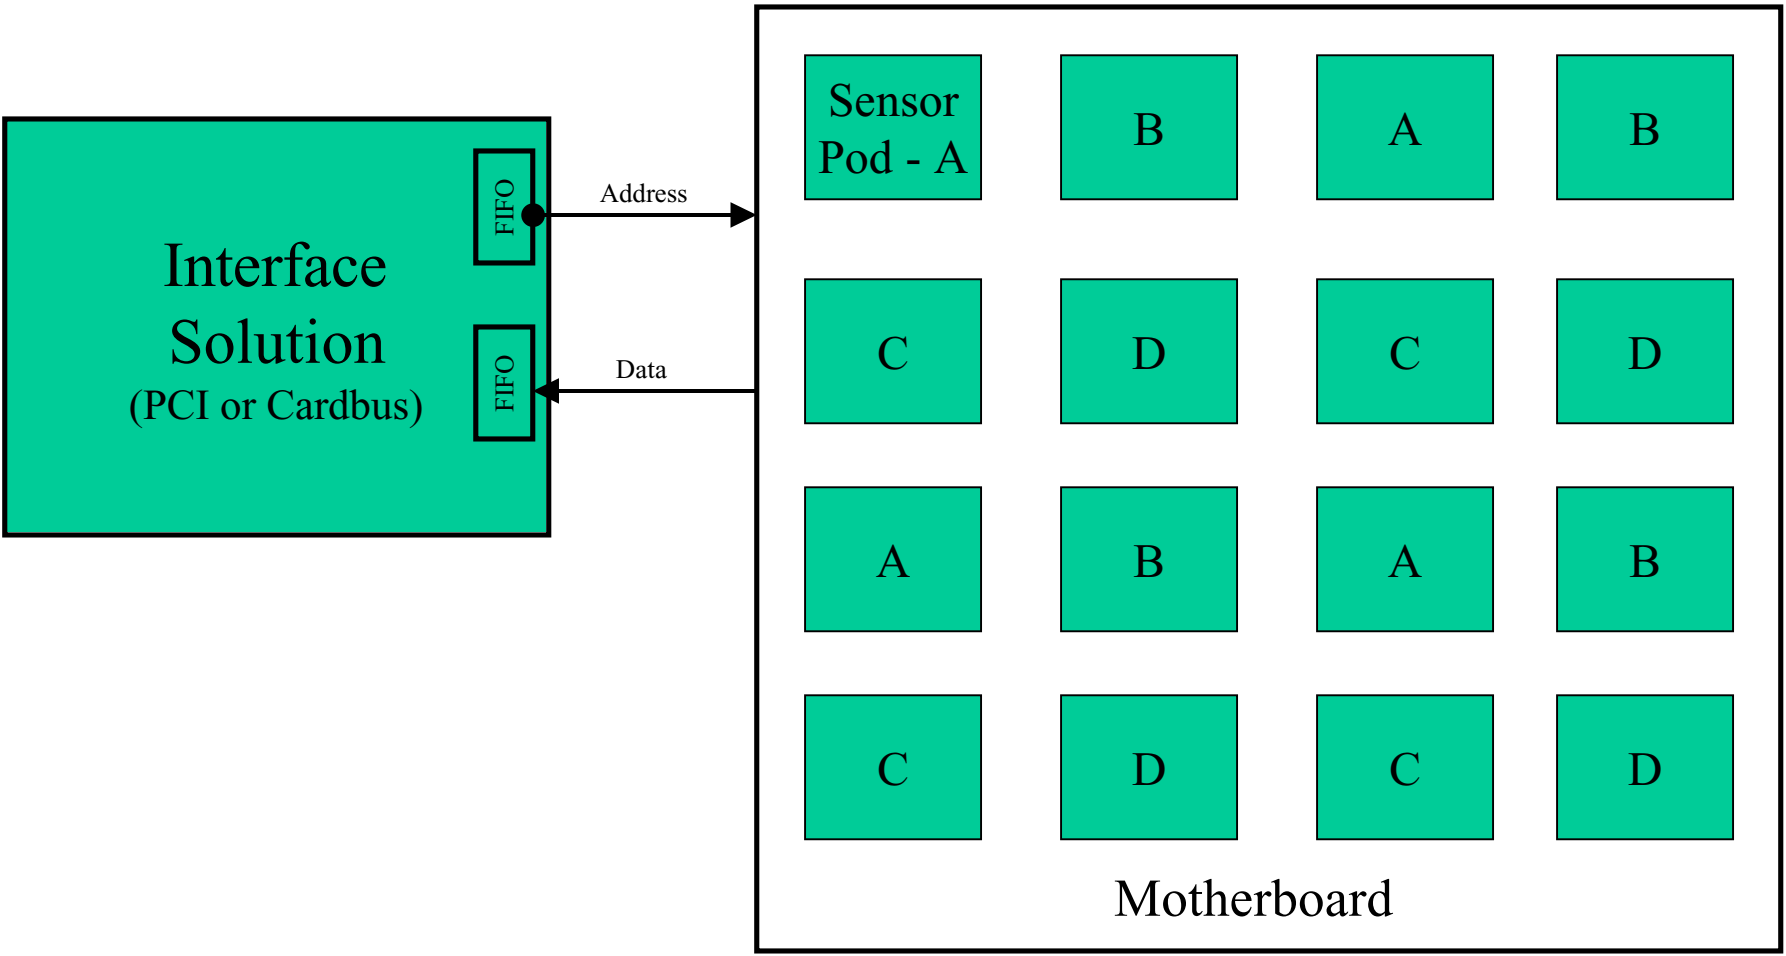 Interface
Solution
(PCI or Cardbus)
FIFO
FIFO
Address
Data
Sensor
Pod - A
B
A
B
C
D
C
D
A
B
A
B
C
D
C
D
Motherboard